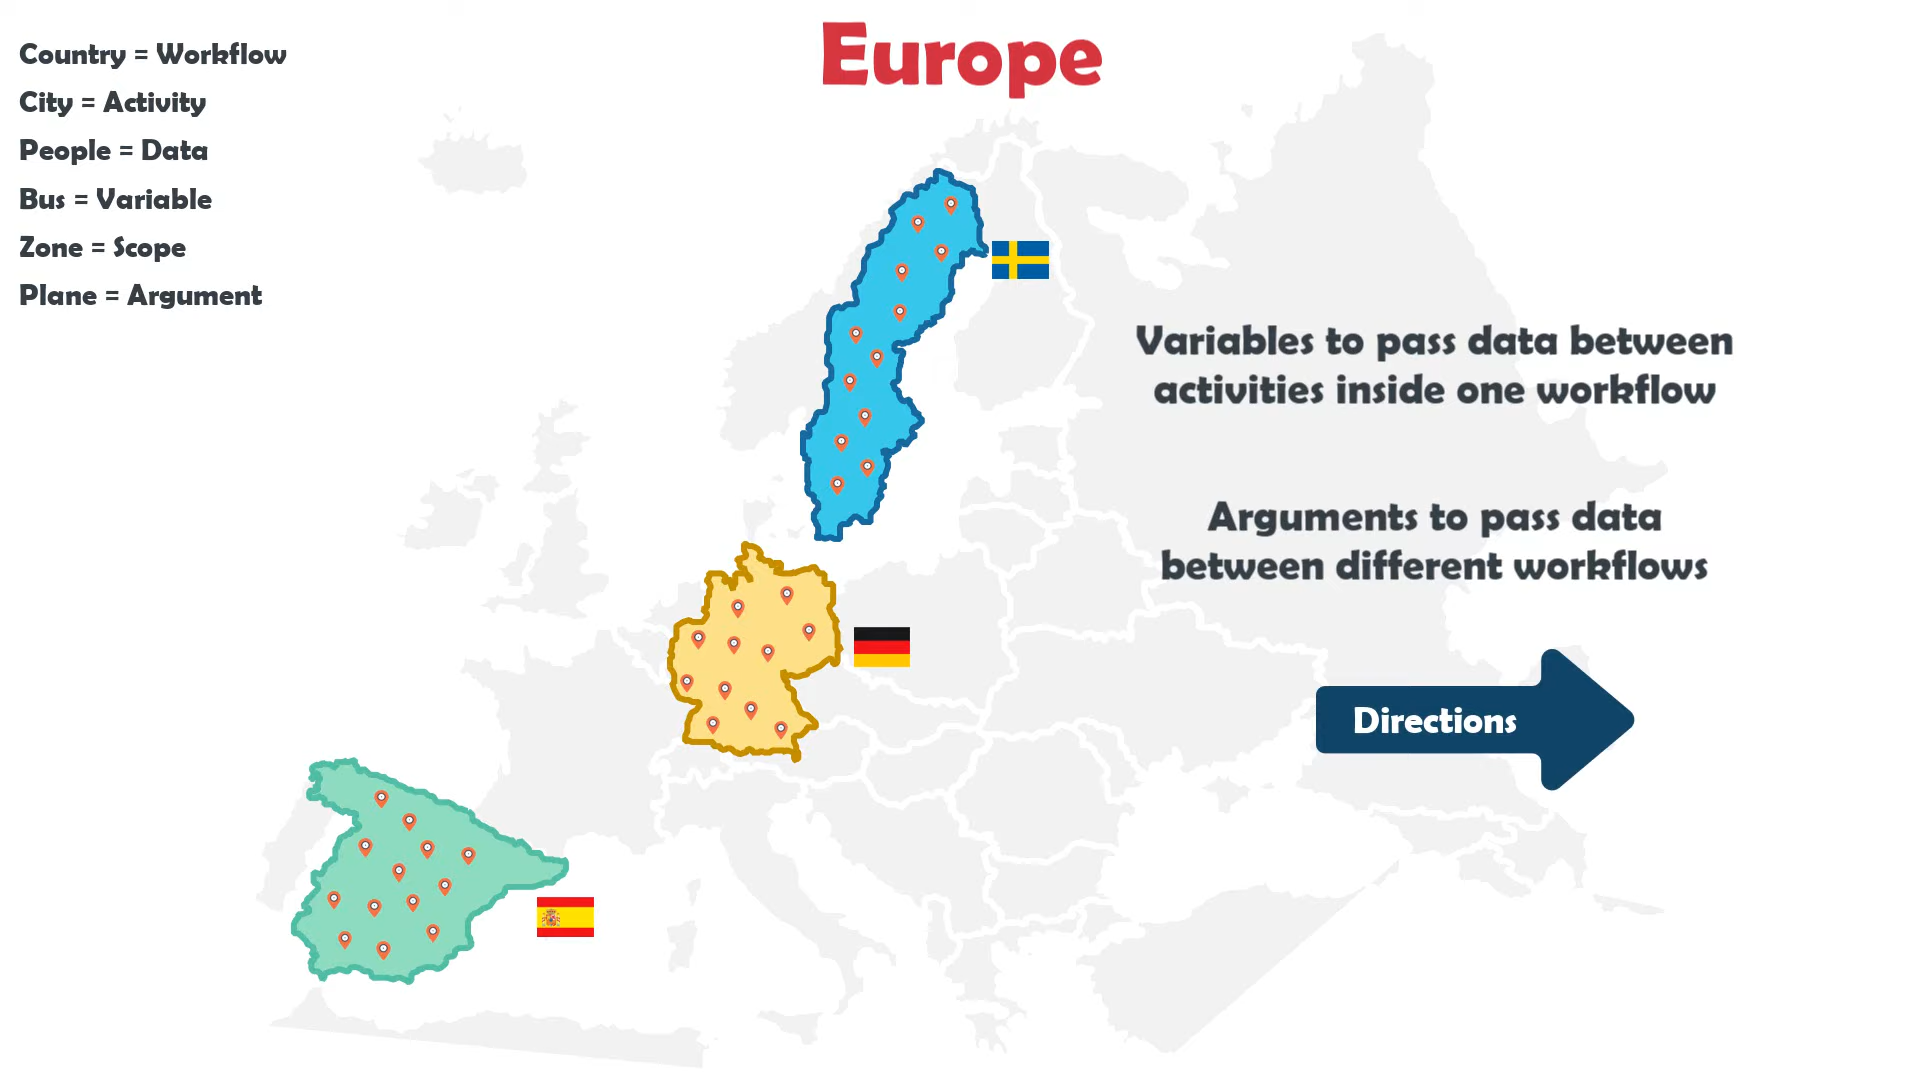 Europe
Country = Workflow
City = Activity
People = Data
Bus = Variable
Zone = Scope
Plane = Argument
Variables to pass data between
activities inside one workflow
Arguments to pass data
between different workflows
Directions